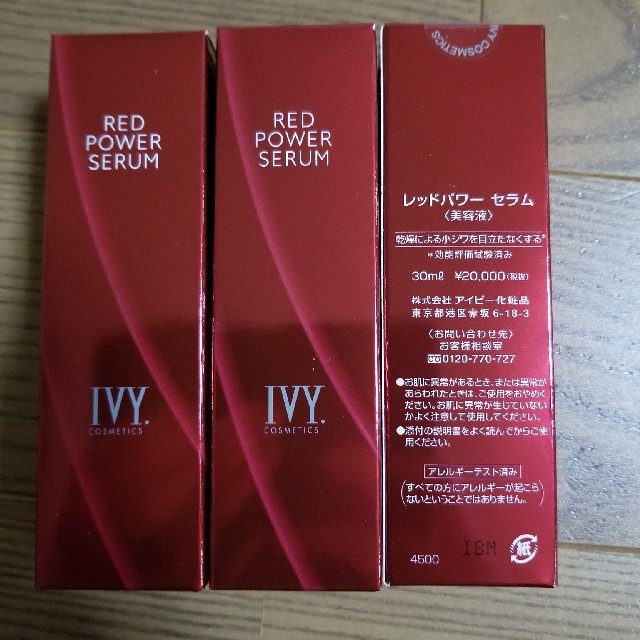 RED
POWER
SERUM
IVY.
COSMETICS
RED
POWER
SERUM
IVY.
COSMETICS
IVY COSMETICS
レッドパワー セラム
〈美容液〉
乾燥による小ジワを目立たなくする*
*効能評価試験済み
30mℓ ¥20,000(税抜)
株式会社 アイビー化粧品
東京都港区赤坂6-18-3
〈お問い合わせ先〉
お客様相談室
0120-770-727
●お肌に異常があるとき、または異常が
あらわれたときは、ご使用をおやめく
ださい。お肌に異常が生じていない
かよく注意して使用してください。
●添付の説明書をよく読んでからご使
用ください。
アレルギーテスト済み
(すべての方にアレルギーが起こら
ないということではありません。)
4500 IBM 紙